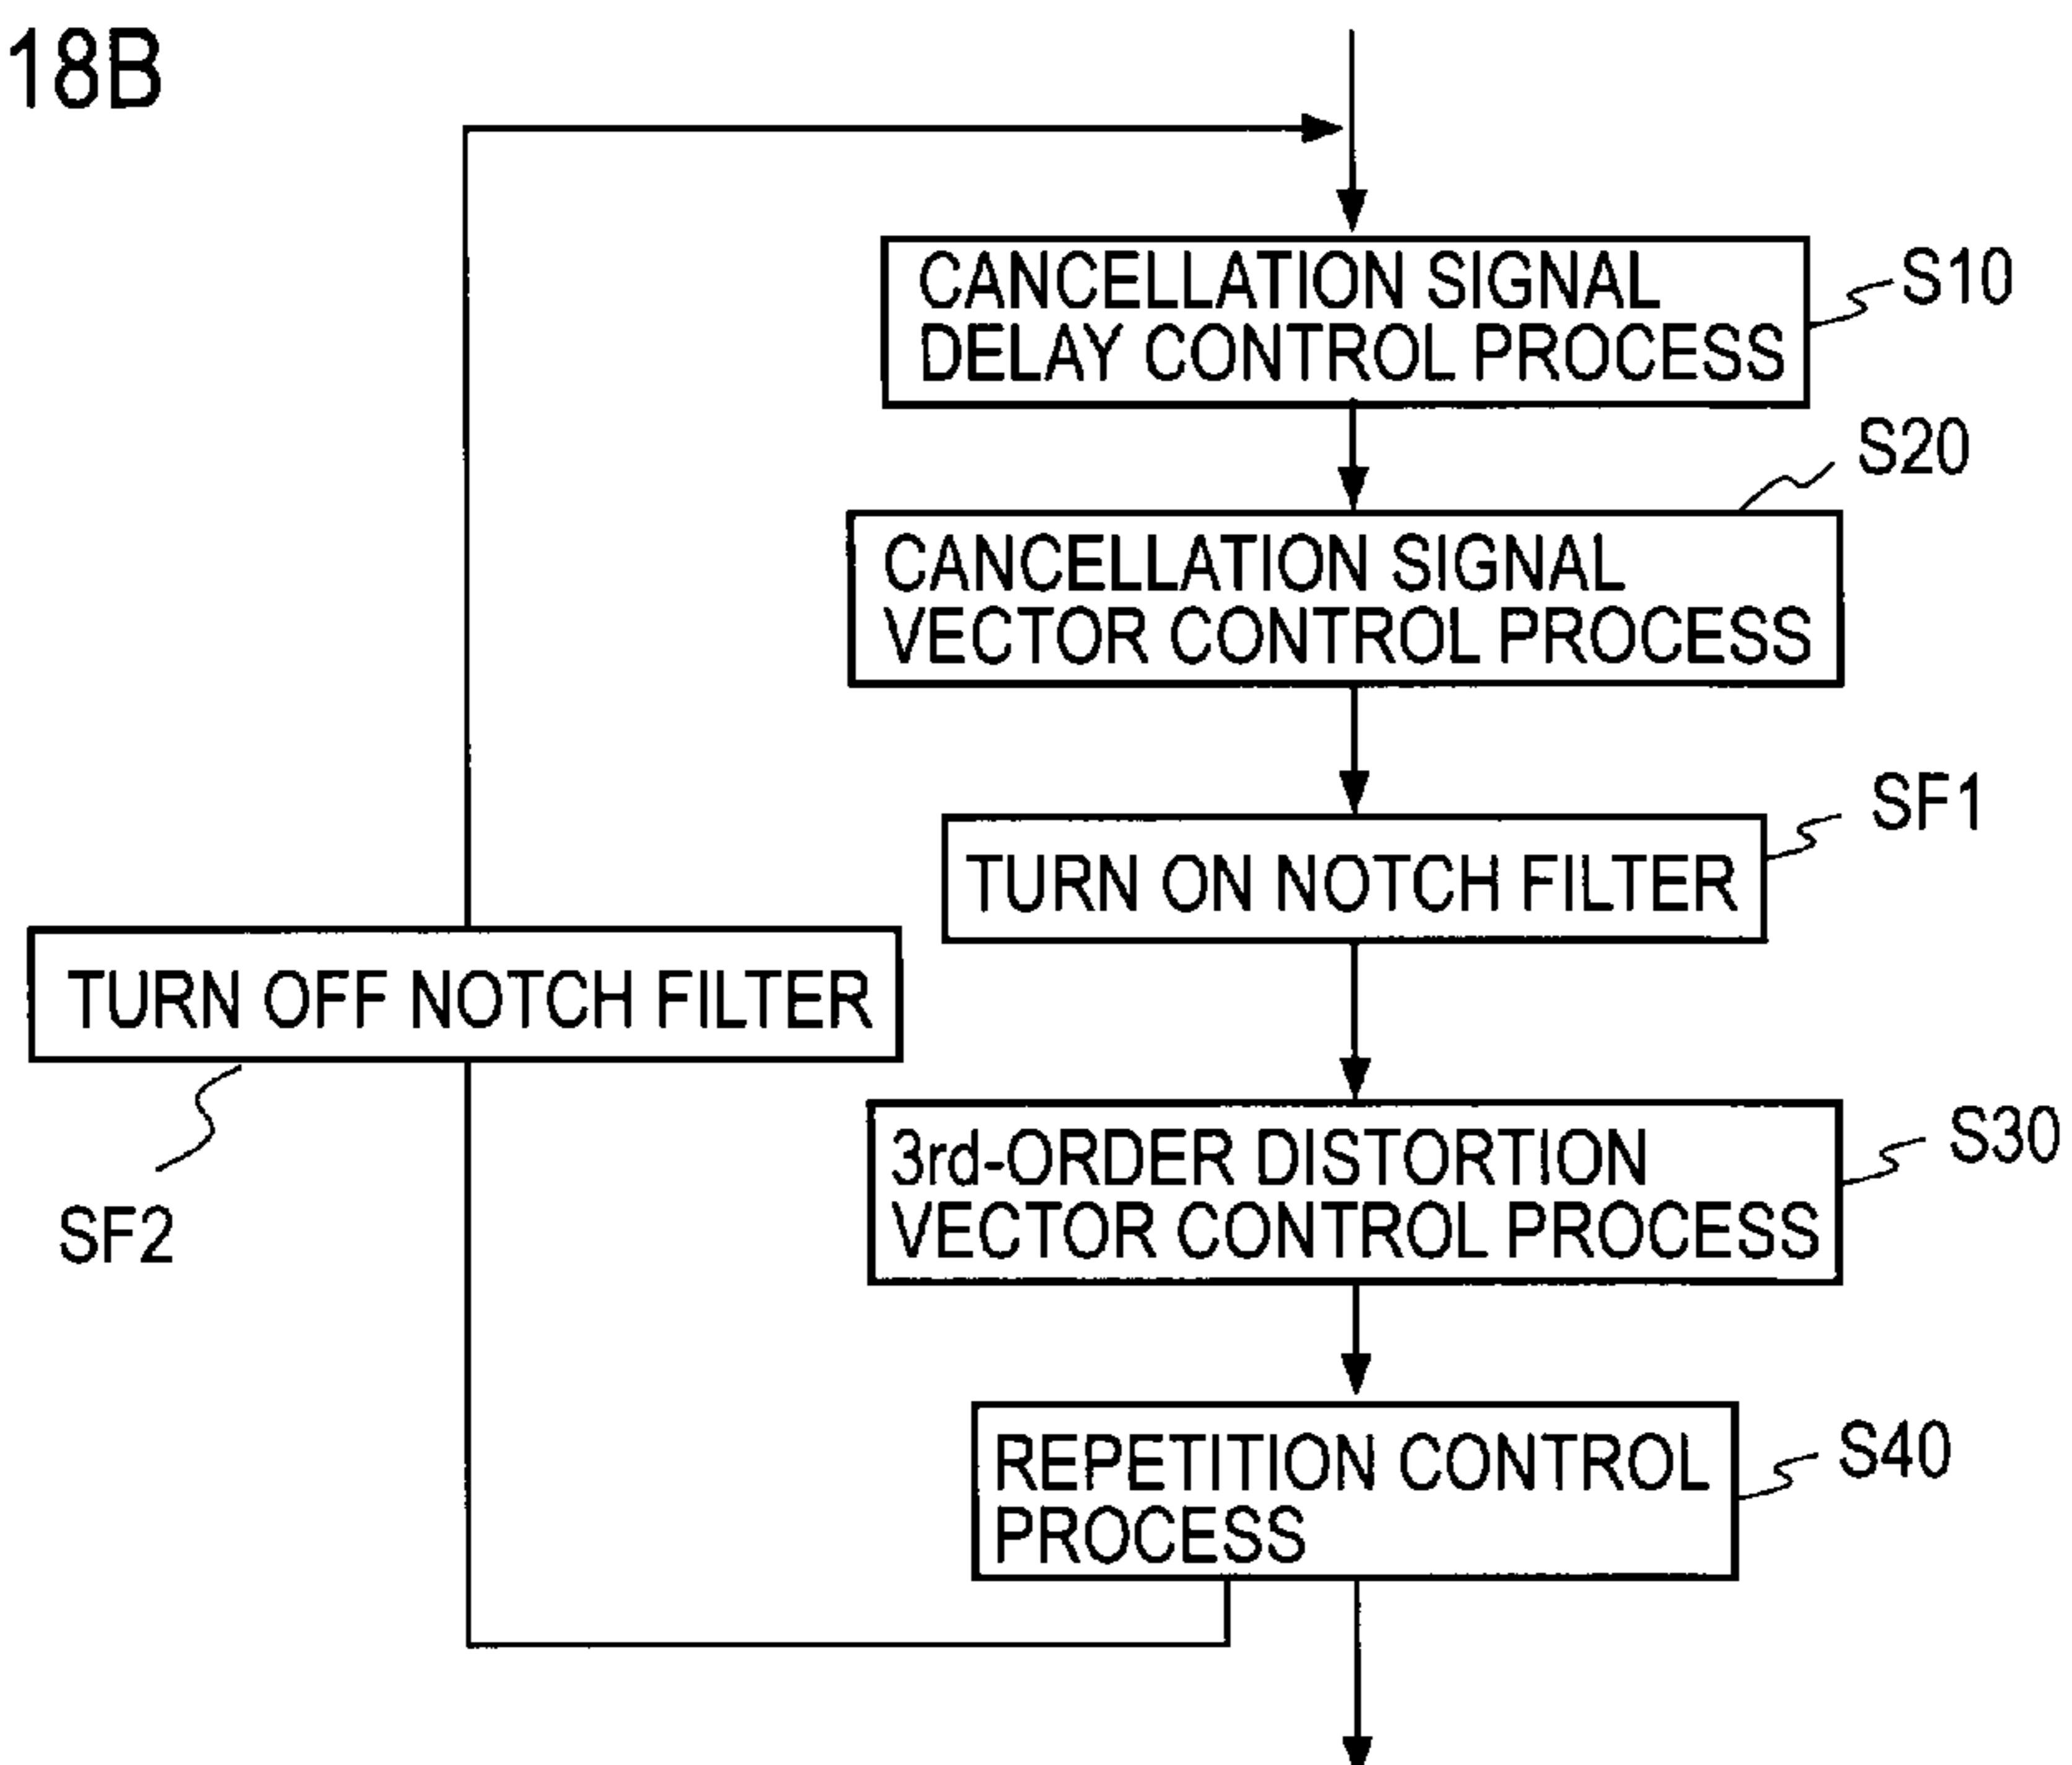 18B
CANCELLATION SIGNAL
DELAY CONTROL PROCESS
S10
S20
CANCELLATION SIGNAL
VECTOR CONTROL PROCESS
SF1
TURN ON NOTCH FILTER
TURN OFF NOTCH FILTER
SF2
3rd-ORDER DISTORTION
VECTOR CONTROL PROCESS
S30
REPETITION CONTROL
PROCESS
S40